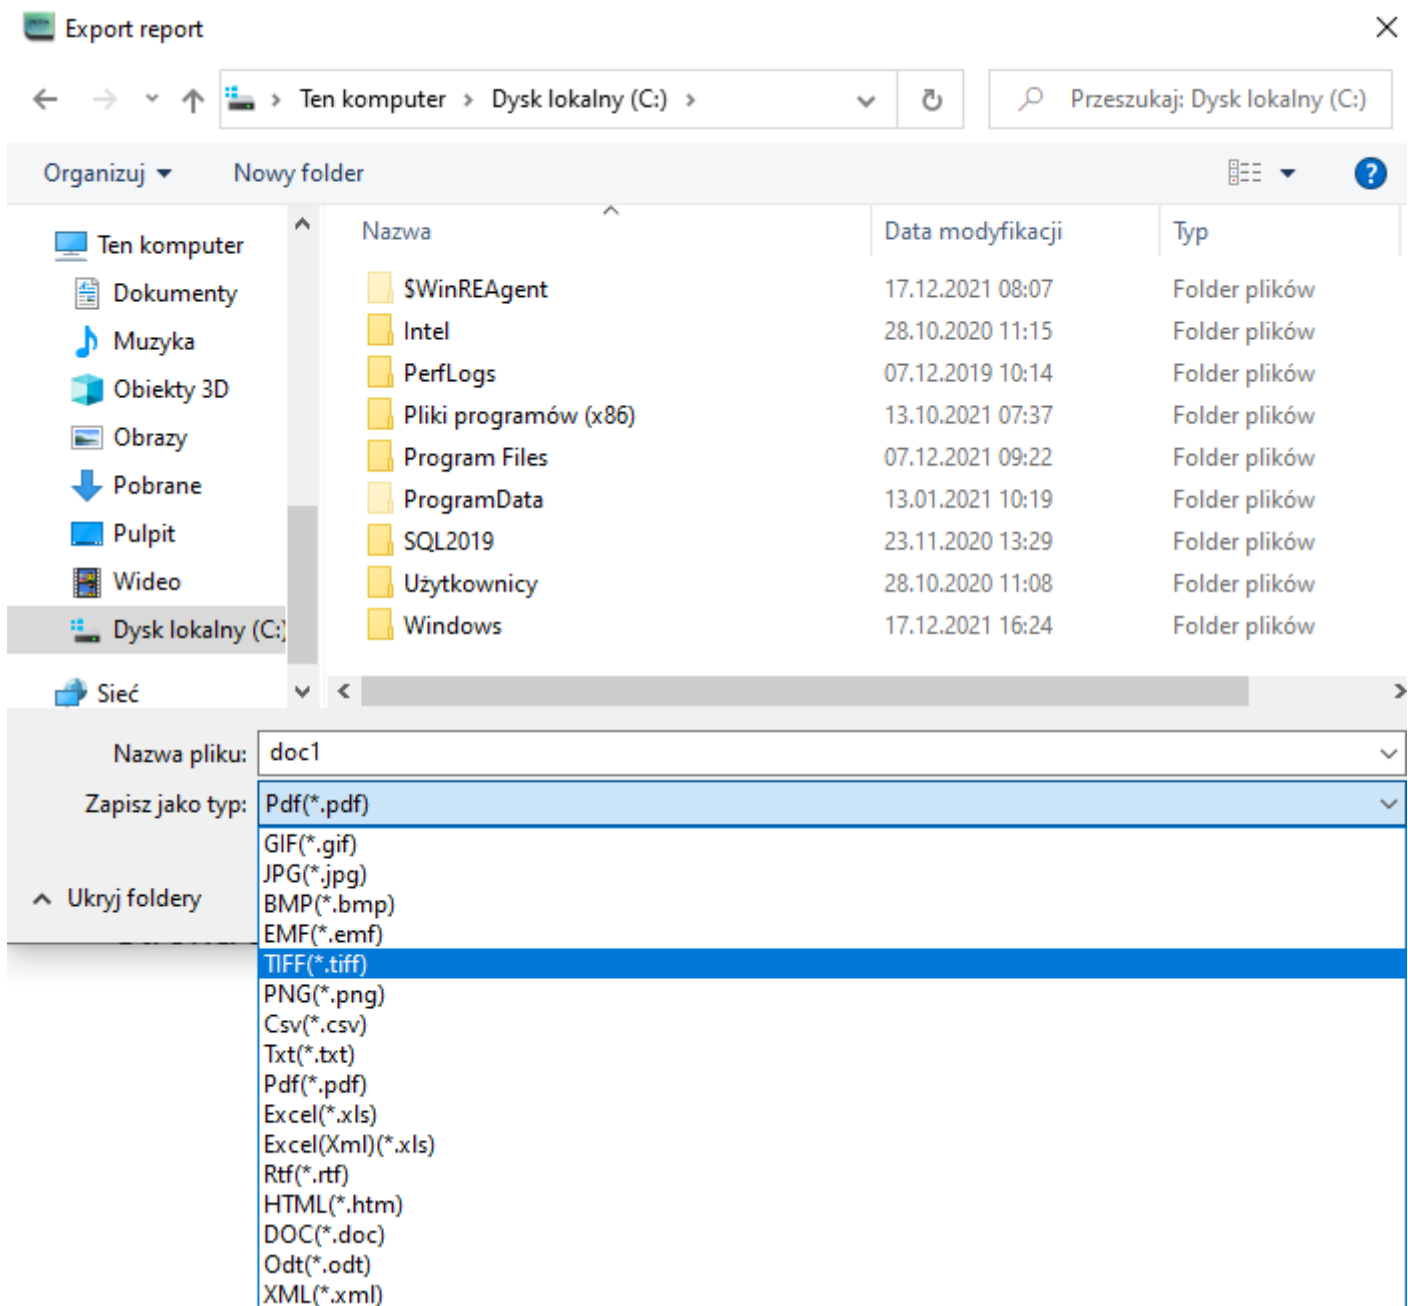 Export report
Ten komputer > Dysk lokalny (C:) >
Przeszukaj: Dysk lokalny (C:)
Organizuj
Nowy folder
Ten komputer
Dokumenty
Muzyka
Obiekty 3D
Obrazy
Pobrane
Pulpit
Wideo
Dysk lokalny (C:)
Sieć
Nazwa Data modyfikacji Typ
$WinREAgent 17.12.2021 08:07 Folder plików
Intel 28.10.2020 11:15 Folder plików
PerfLogs 07.12.2019 10:14 Folder plików
Pliki programów (x86) 13.10.2021 07:37 Folder plików
Program Files 07.12.2021 09:22 Folder plików
ProgramData 13.01.2021 10:19 Folder plików
SQL2019 23.11.2020 13:29 Folder plików
Użytkownicy 28.10.2020 11:08 Folder plików
Windows 17.12.2021 16:24 Folder plików
Nazwa pliku: doc1
Zapisz jako typ: Pdf(*.pdf)
Ukryj foldery
GIF(*.gif)
JPG(*.jpg)
BMP(*.bmp)
EMF(*.emf)
TIFF(*.tiff)
PNG(*.png)
Csv(*.csv)
Txt(*.txt)
Pdf(*.pdf)
Excel(*.xls)
Excel(Xml)(*.xls)
Rtf(*.rtf)
HTML(*.htm)
DOC(*.doc)
Odt(*.odt)
XML(*.xml)